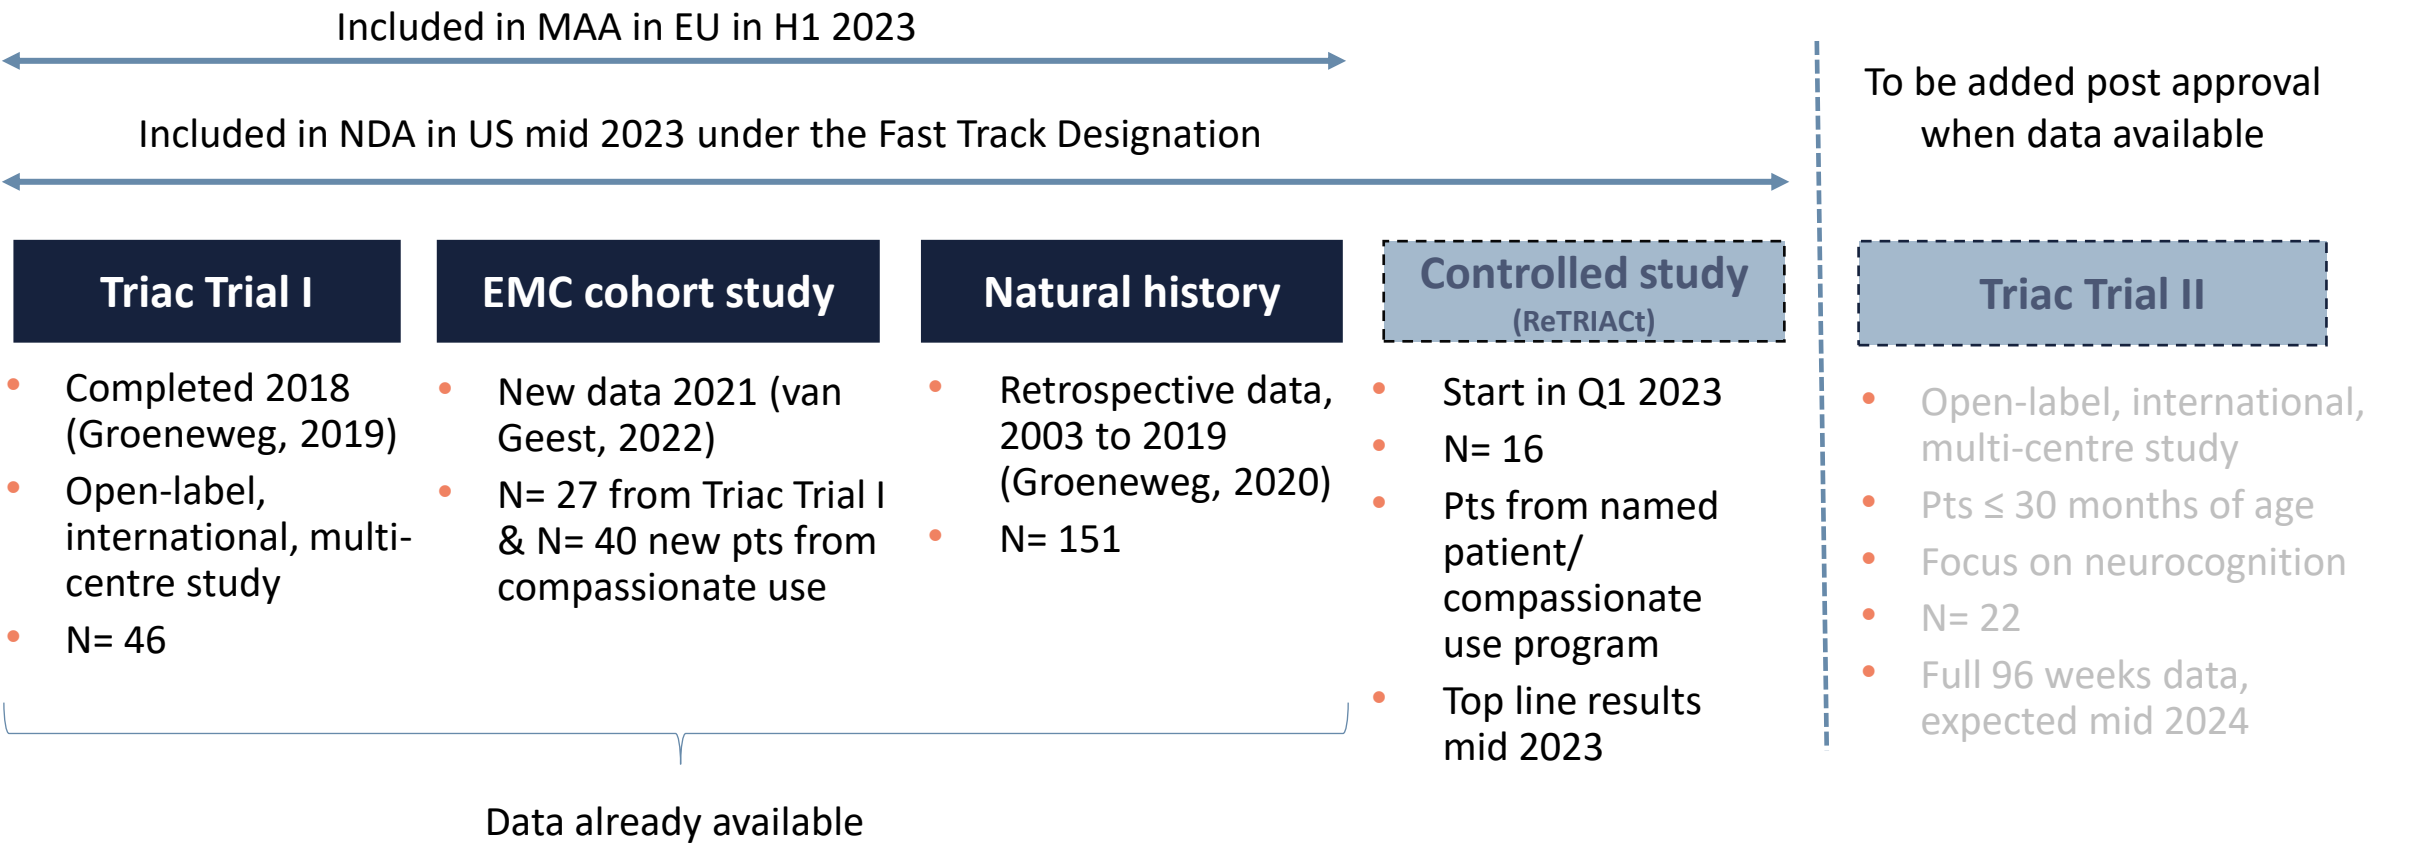 Included in MAA in EU in H1 2023
Included in NDA in US mid 2023 under the Fast Track Designation
To be added post approval
when data available
Triac Trial I
• Completed 2018
(Groeneweg, 2019)
• Open-label,
international, multi-
centre study
• N= 46
EMC cohort study
• New data 2021 (van
Geest, 2022)
• N= 27 from Triac Trial I
& N= 40 new pts from
compassionate use
Natural history
• Retrospective data,
2003 to 2019
(Groeneweg, 2020)
• N= 151
Controlled study
(ReTRIACt)
• Start in Q1 2023
• N= 16
• Pts from named
patient/
compassionate
use program
• Top line results
mid 2023
Triac Trial II
• Open-label, international,
multi-centre study
• Pts ≤ 30 months of age
• Focus on neurocognition
• N= 22
• Full 96 weeks data,
expected mid 2024
Data already available